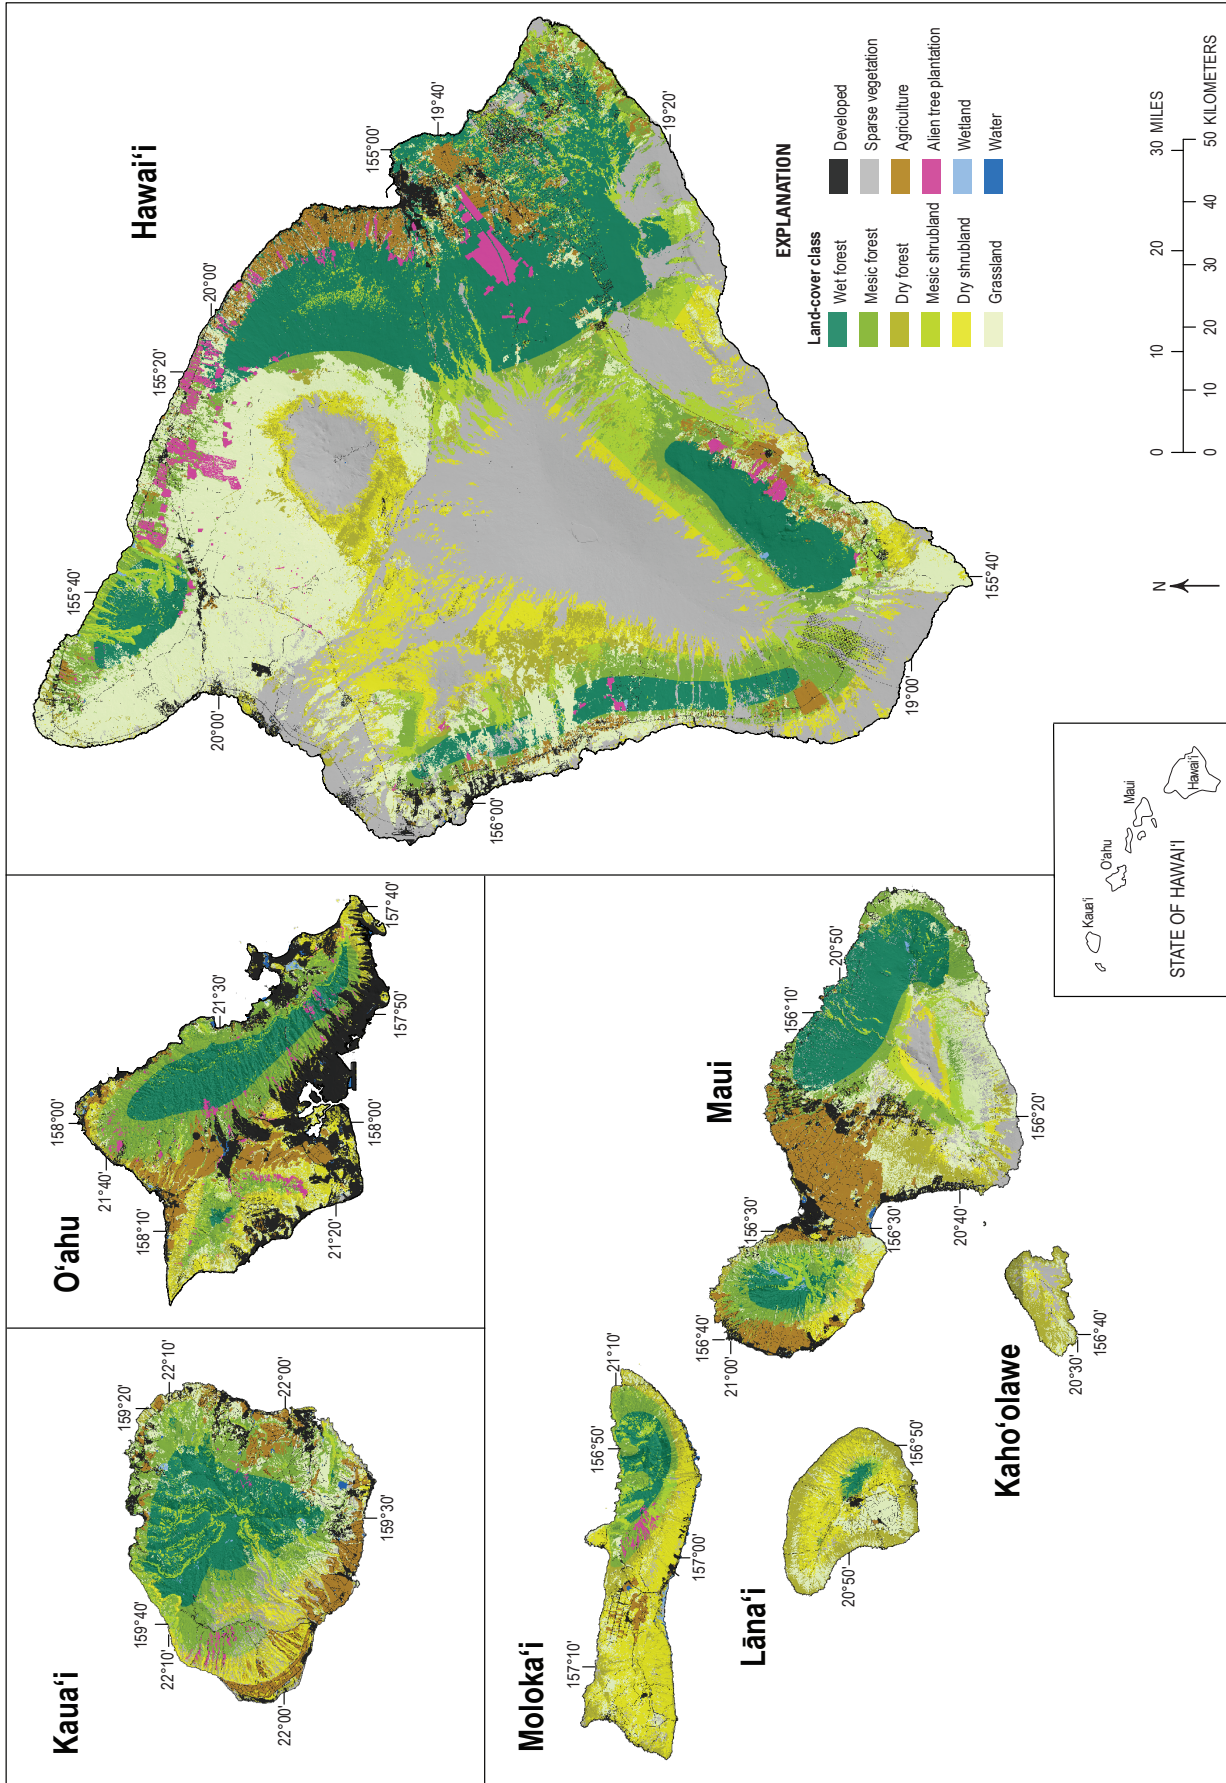 Kauaʻi
159°20'
22°10'
22°00'
159°30'
159°40'
22°10'
22°00'
Oʻahu
158°00'
21°40'
158°10'
21°30'
157°40'
157°50'
158°00'
21°20'
Hawaiʻi
155°00'
19°40'
20°00'
155°20'
155°40'
20°00'
156°00'
19°20'
19°00'
155°40'
Molokaʻi
157°10'
156°50'
21°10'
157°00'
Lānaʻi
20°50'
156°50'
Maui
156°10'
20°50'
156°30'
156°40'
21°00'
156°30'
20°40'
156°20'
Kahoʻolawe
20°30'
156°40'
EXPLANATION
Land-cover class
Wet forest
Mesic forest
Dry forest
Mesic shrubland
Dry shrubland
Grassland
Developed
Sparse vegetation
Agriculture
Alien tree plantation
Wetland
Water
N
0 10 20 30 MILES
0 10 20 30 40 50 KILOMETERS
Kauaʻi
Oʻahu
Maui
Hawaiʻi
STATE OF HAWAIʻI